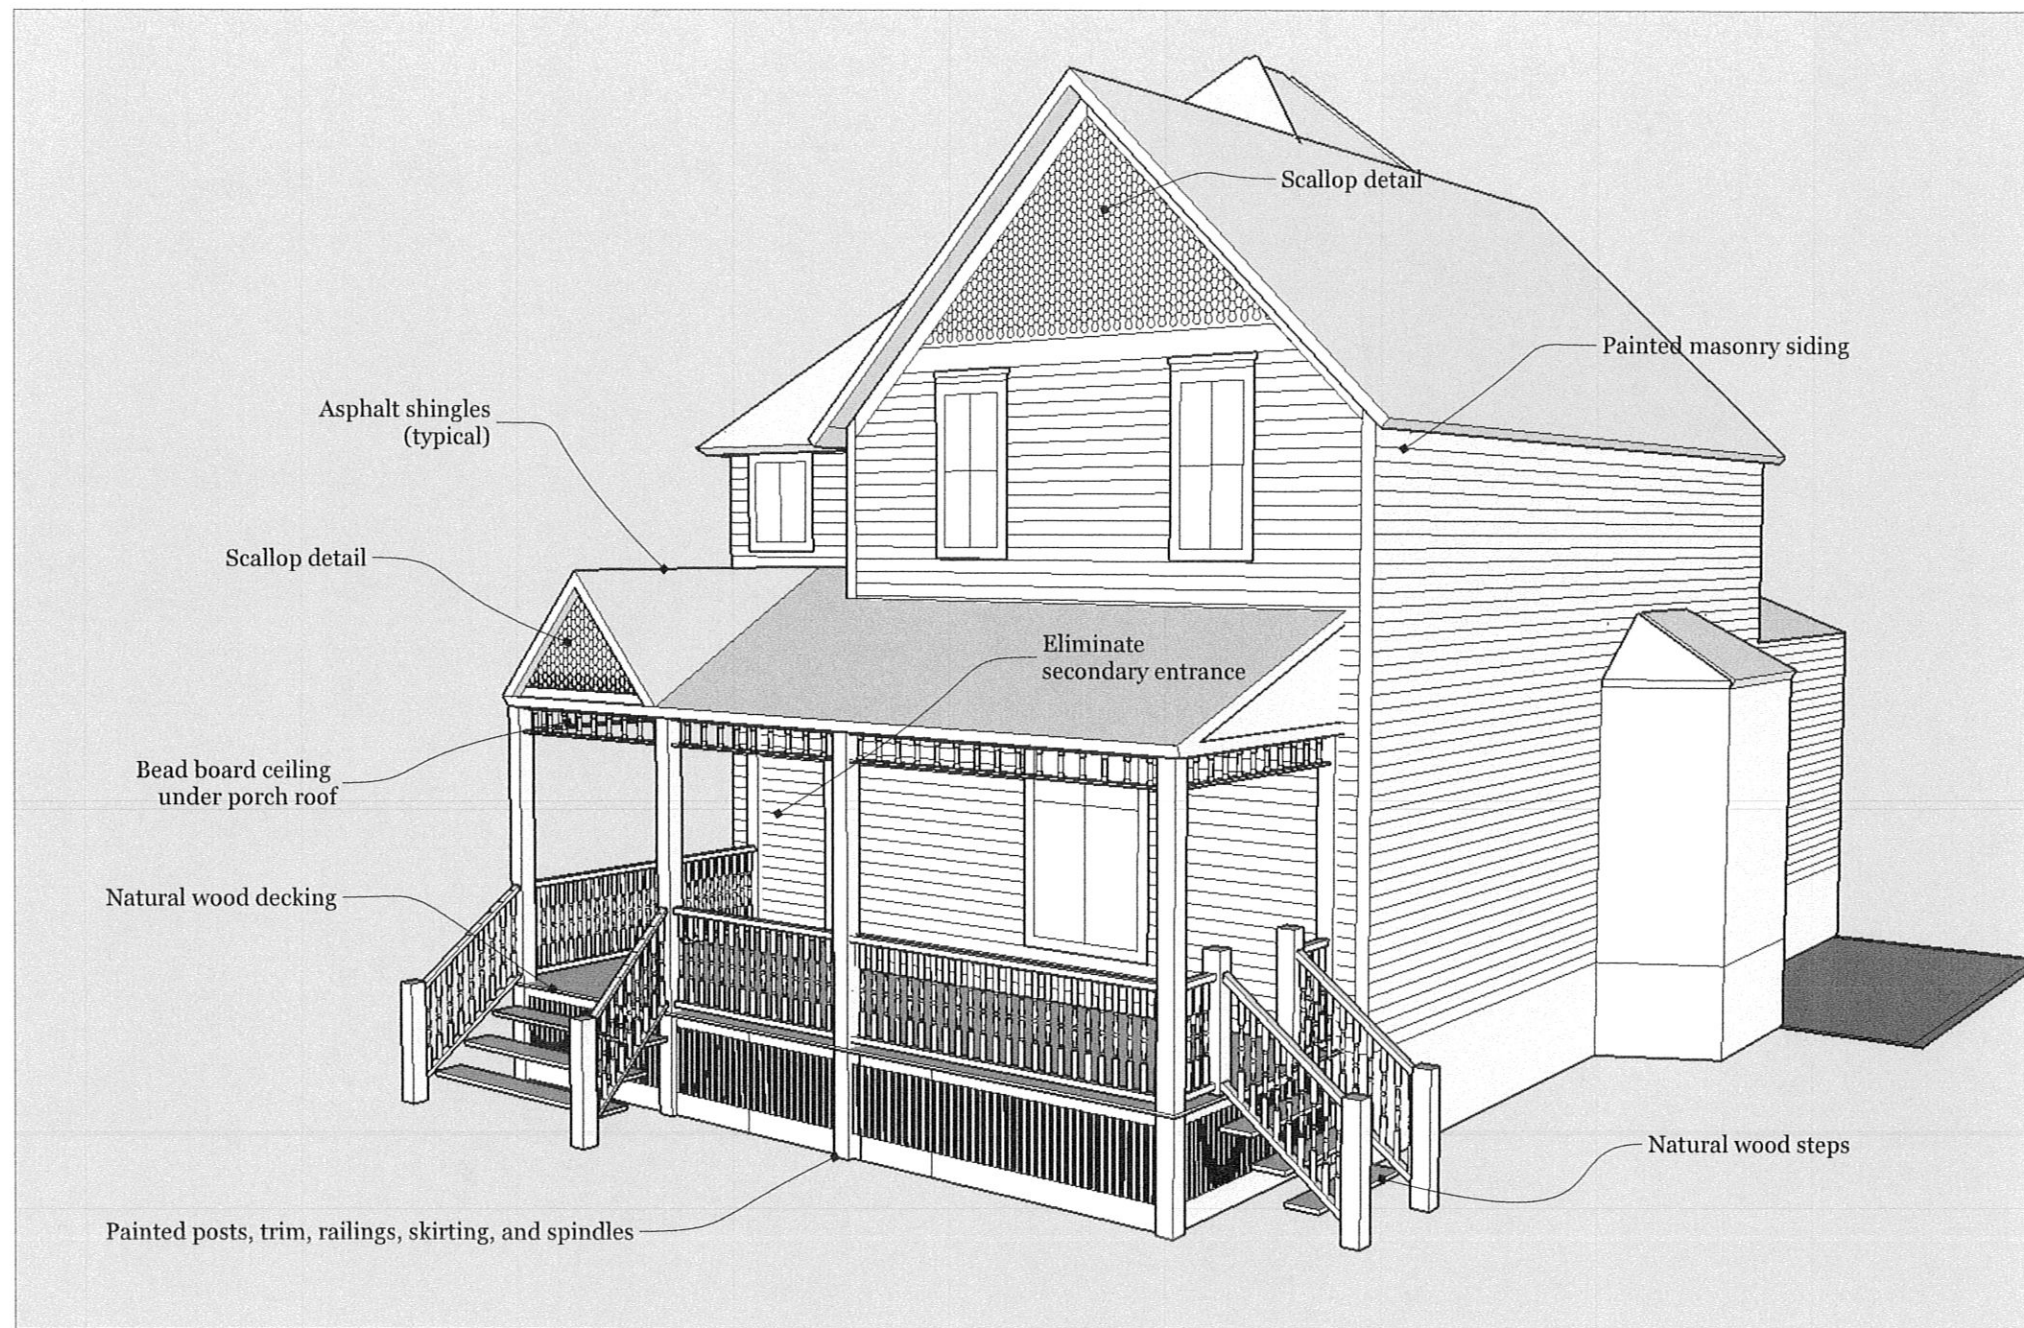 Scallop detail
Painted masonry siding
Asphalt shingles
(typical)
Scallop detail
Eliminate
secondary entrance
Bead board ceiling
under porch roof
Natural wood decking
Natural wood steps
Painted posts, trim, railings, skirting, and spindles